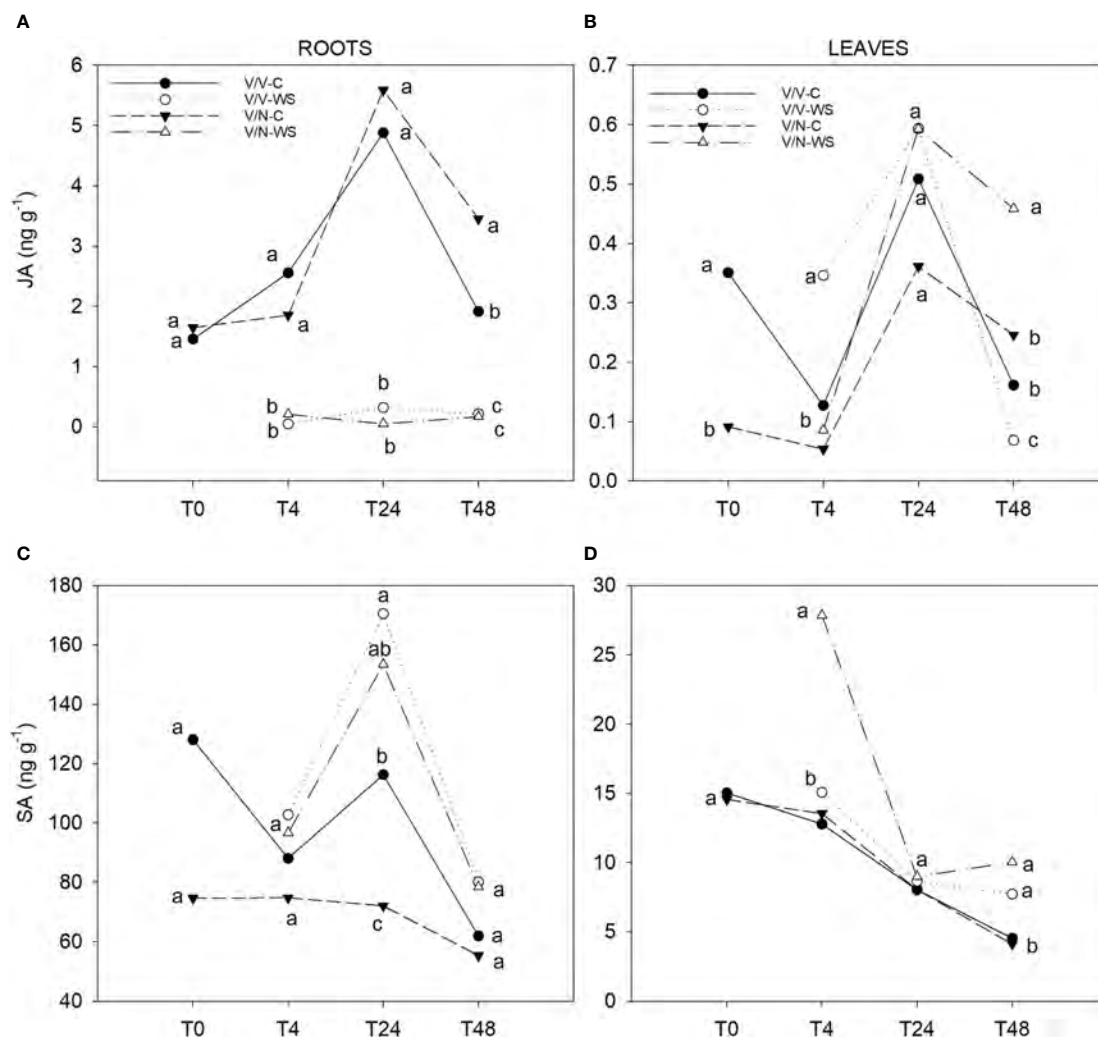 A
B
ROOTS
LEAVES
V/V-C
V/V-WS
V/N-C
V/N-WS
V/V-C
V/V-WS
V/N-C
V/N-WS
JA (ng g-1)
6
5
4
3
2
1
0
a
a
a
a
a
a
a
b
b
b
b
b
c
c
T0
T4
T24
T48
0.7
0.6
0.5
0.4
0.3
0.2
0.1
0.0
a
b
a
b
a
a
a
a
b
b
c
T0
T4
T24
T48
C
D
SA (ng g-1)
180
160
140
120
100
80
60
40
a
a
a
a
a
ab
b
c
a
a
a
T0
T4
T24
T48
30
25
20
15
10
5
0
a
a
b
a
a
a
b
T0
T4
T24
T48